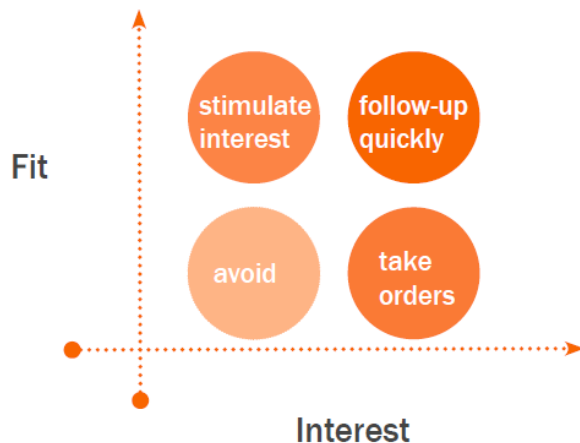 stimulate
interest
follow-up
quickly
Fit
avoid
take
orders
Interest